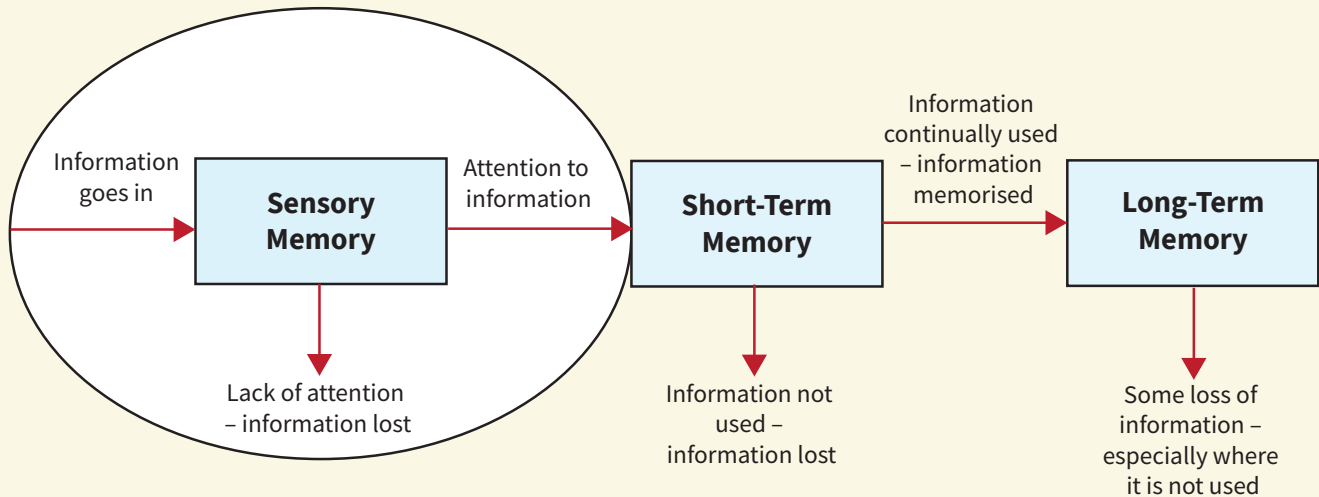 Information
goes in
Sensory
Memory
Attention to
information
Lack of attention
– information lost
Short-Term
Memory
Information not
used –
information lost
Information
continually used
– information
memorised
Long-Term
Memory
Some loss of
information –
especially where
it is not used